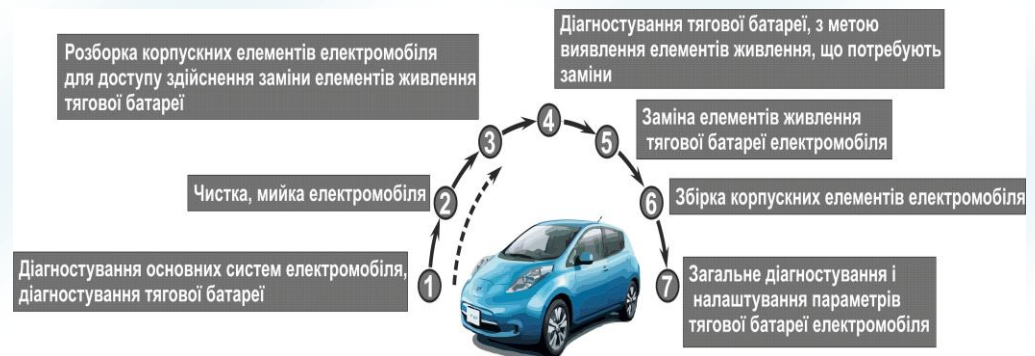 Діагностування основних систем електромобіля,
діагностування тягової батареї
1
Чистка, мийка електромобіля
2
Розборка корпускних елементів електромобіля
для доступу здійснення заміни елементів живлення
тягової батареї
3
Діагностування тягової батареї, з метою
виявлення елементів живлення, що потребують
заміни
4
Заміна елементів живлення
тягової батареї електромобіля
5
6
Збірка корпускних елементів електромобіля
7
Загальне діагностування і
налаштування параметрів
тягової батареї електромобіля